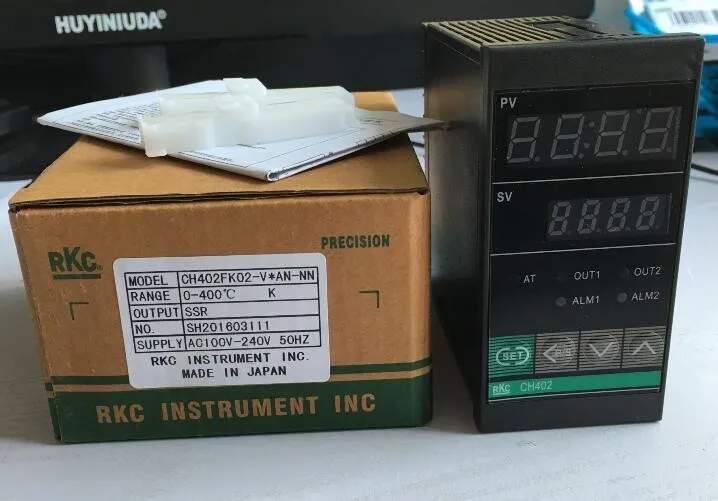 HUYINIUDA
RKC
PRECISION
MODEL CH402FK02-V*AN-NN
RANGE 0-400℃ K
OUTPUT SSR
NO. SH201603111
SUPPLY AC100V-240V 50HZ
RKC INSTRUMENT INC.
MADE IN JAPAN
RKC INSTRUMENT INC
PV
SV
AT OUT1 OUT2
ALM1 ALM2
SET
RKC CH402